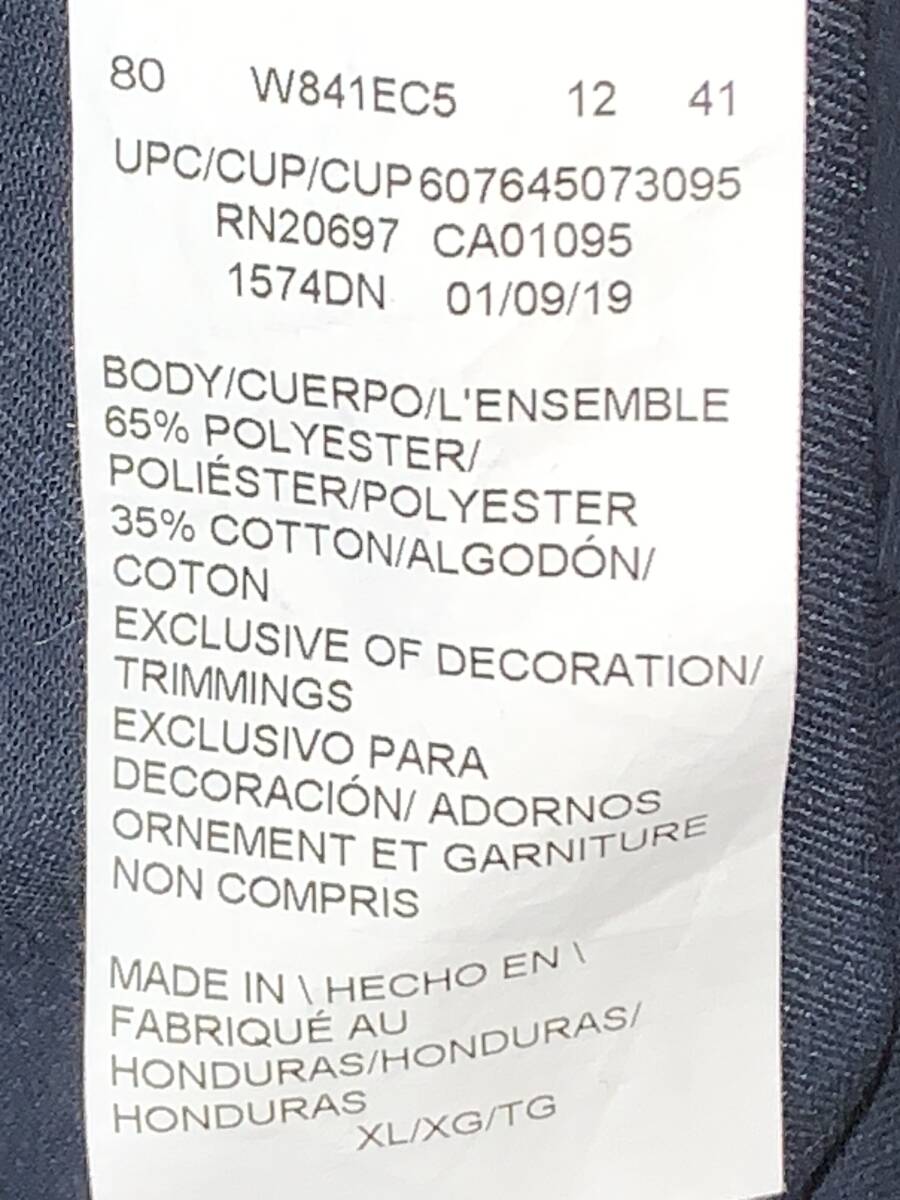 80 W841EC5 12 41
UPC/CUP/CUP 607645073095
RN20697 CA01095
1574DN 01/09/19
BODY/CUERPO/L'ENSEMBLE
65% POLYESTER/
POLIÉSTER/POLYESTER
35% COTTON/ALGODÓN/
COTON
EXCLUSIVE OF DECORATION/
TRIMMINGS
EXCLUSIVO PARA
DECORACIÓN/ ADORNOS
ORNEMENT ET GARNITURE
NON COMPRIS
MADE IN \ HECHO EN \
FABRIQUÉ AU
HONDURAS/HONDURAS/
HONDURAS
XL/XG/TG